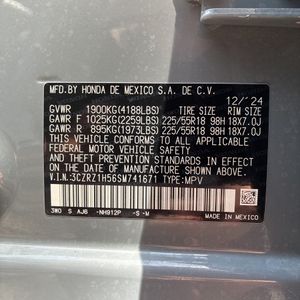 MFD.BY HONDA DE MEXICO S.A. DE C.V.
12/'24
GVWR 1900KG(4188LBS) TIRE SIZE RIM SIZE
GAWR F 1025KG(2259LBS) 225/55R18 98H 18X7.0J
GAWR R 895KG(1973LBS) 225/55R18 98H 18X7.0J
THIS VEHICLE CONFORMS TO ALL APPLICABLE
FEDERAL MOTOR VEHICLE SAFETY, BUMPER,
AND THEFT PREVENTION STANDARDS IN EFFECT ON
THE DATE OF MANUFACTURE SHOWN ABOVE.
V.I.N.:3CZRZ1H56SM741671 TYPE:MPV
3W0 S AJ6 -NH912P -S -M
MADE IN
MEXICO